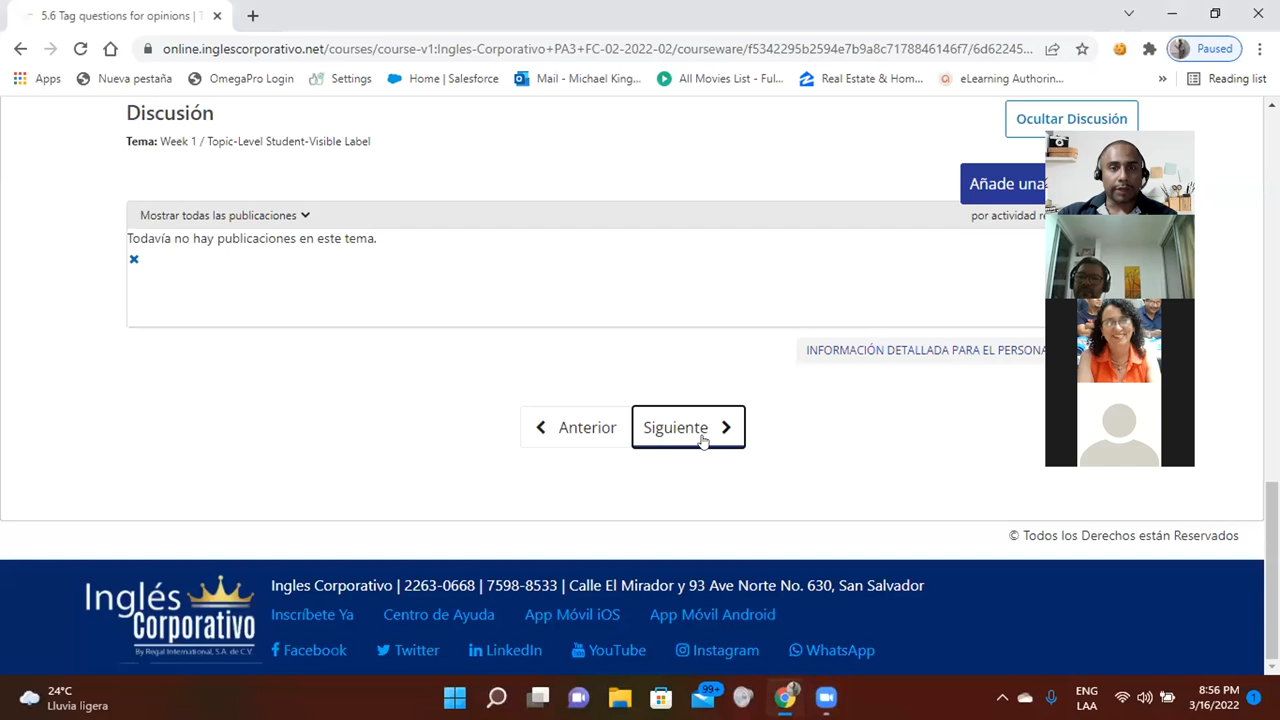 5.6 Tag questions for opinions | T
online.inglescorporativo.net/courses/course-v1:Ingles-Corporativo+PA3+FC-02-2022-02/courseware/f5342295b2594e7b9a8c7178846146f7/6d62245...
Paused
Apps
Nueva pestaña
OmegaPro Login
Settings
Home | Salesforce
Mail - Michael King...
All Movies List - Ful...
Real Estate & Hom...
eLearning Authorin...
»
Reading list
Discusión
Ocultar Discusión
Tema: Week 1 / Topic-Level Student-Visible Label
Añade una
Mostrar todas las publicaciones
por actividad re
Todavía no hay publicaciones en este tema.
INFORMACIÓN DETALLADA PARA EL PERSONA
Anterior
Siguiente
© Todos los Derechos están Reservados
Inglés Corporativo
By Regal International, S.A. de C.V.
Ingles Corporativo | 2263-0668 | 7598-8533 | Calle El Mirador y 93 Ave Norte No. 630, San Salvador
Inscríbete Ya
Centro de Ayuda
App Móvil iOS
App Móvil Android
Facebook
Twitter
LinkedIn
YouTube
Instagram
WhatsApp
24°C
Lluvia ligera
99+
ENG
LAA
8:56 PM
3/16/2022
1